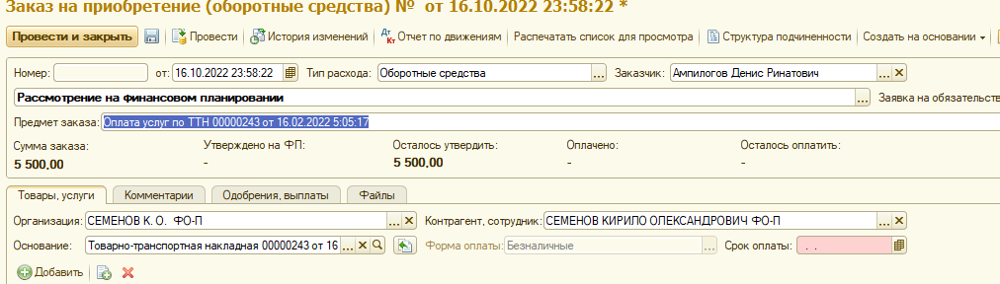 Заказ на приобретение (оборотные средства) № от 16.10.2022 23:58:22 *
Провести и закрыть Провести История изменений Дт Кт Отчет по движениям Распечатать список для просмотра Структура подчиненности Создать на основании
Номер: от: 16.10.2022 23:58:22 Тип расхода: Оборотные средства ... Заказчик: Ампилогов Денис Ринатович ... ×
Рассмотрение на финансовом планировании ... Заявка на обязательств
Предмет заказа: Оплата услуг по ТТН 00000243 от 16.02.2022 5:05:17
Сумма заказа: Утверждено на ФП: Осталось утвердить: Оплачено: Осталось оплатить:
5 500,00 - 5 500,00 - -
Товары, услуги Комментарии Одобрения, выплаты Файлы
Организация: СЕМЕНОВ К. О. ФО-П ... × Контрагент, сотрудник: СЕМЕНОВ КИРИЛО ОЛЕКСАНДРОВИЧ ФО-П ... ×
Основание: Товарно-транспортная накладная 00000243 от 16 ... × Форма оплаты: Безналичные ... Срок оплаты: . .
Добавить